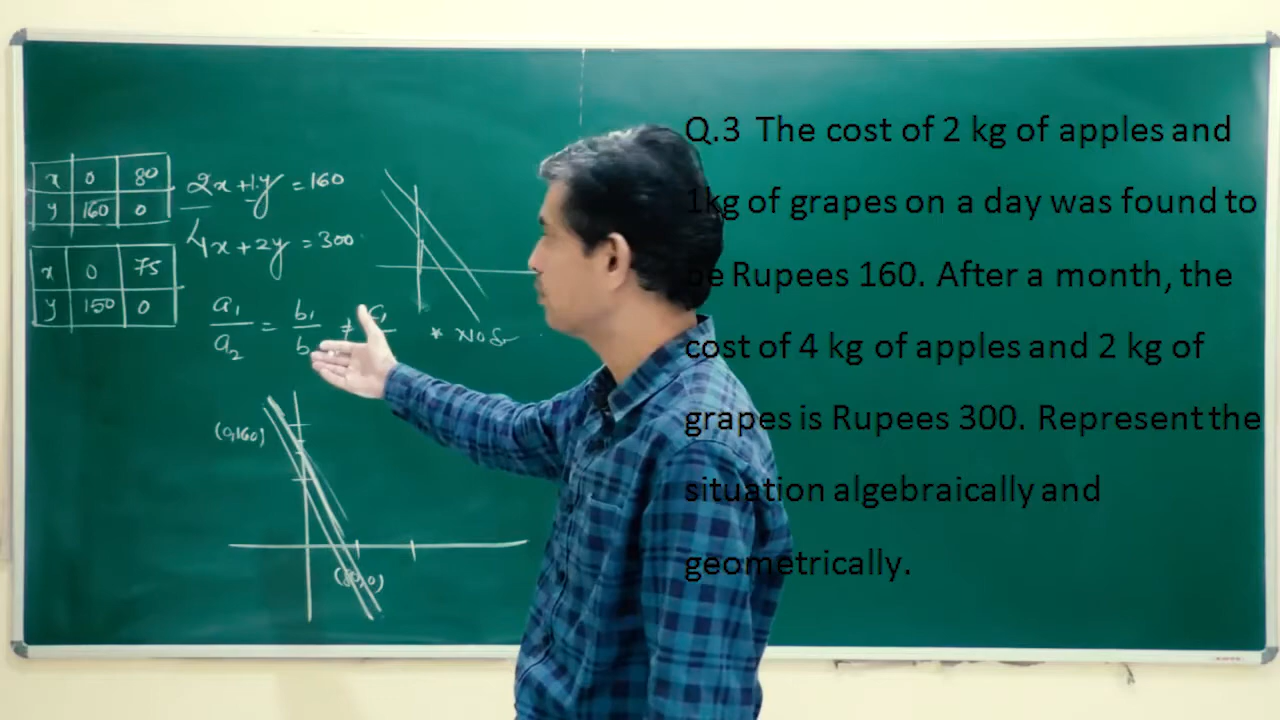 x 0 80
y 160 0
2x + 1.y = 160
4x + 2y = 300
x 0 75
y 150 0
a₁/a₂ = b₁/b ≠ c₁
* No
(0,160)
(80,0)
Q.3 The cost of 2 kg of apples and
1kg of grapes on a day was found to
be Rupees 160. After a month, the
cost of 4 kg of apples and 2 kg of
grapes is Rupees 300. Represent the
situation algebraically and
geometrically.